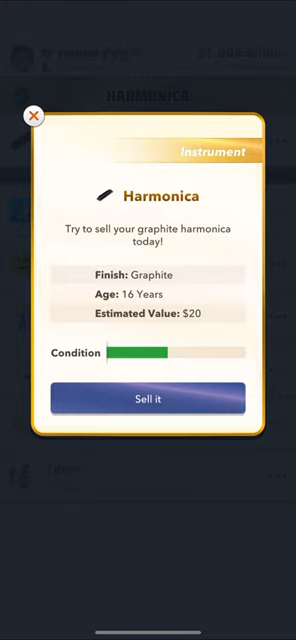 HARMONICA
Instrument
Harmonica
Try to sell your graphite harmonica
today!
Finish: Graphite
Age: 16 Years
Estimated Value: $20
Condition
Sell it